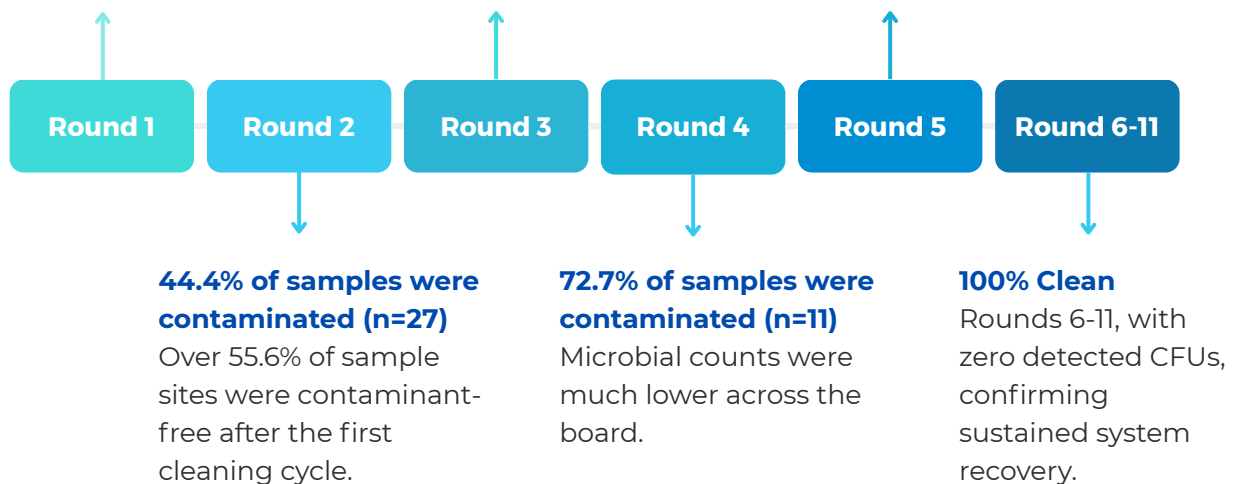 Round 1
Round 2
Round 3
Round 4
Round 5
Round 6-11
44.4% of samples were
contaminated (n=27)
Over 55.6% of sample
sites were contaminant-
free after the first
cleaning cycle.
72.7% of samples were
contaminated (n=11)
Microbial counts were
much lower across the
board.
100% Clean
Rounds 6-11, with
zero detected CFUs,
confirming
sustained system
recovery.